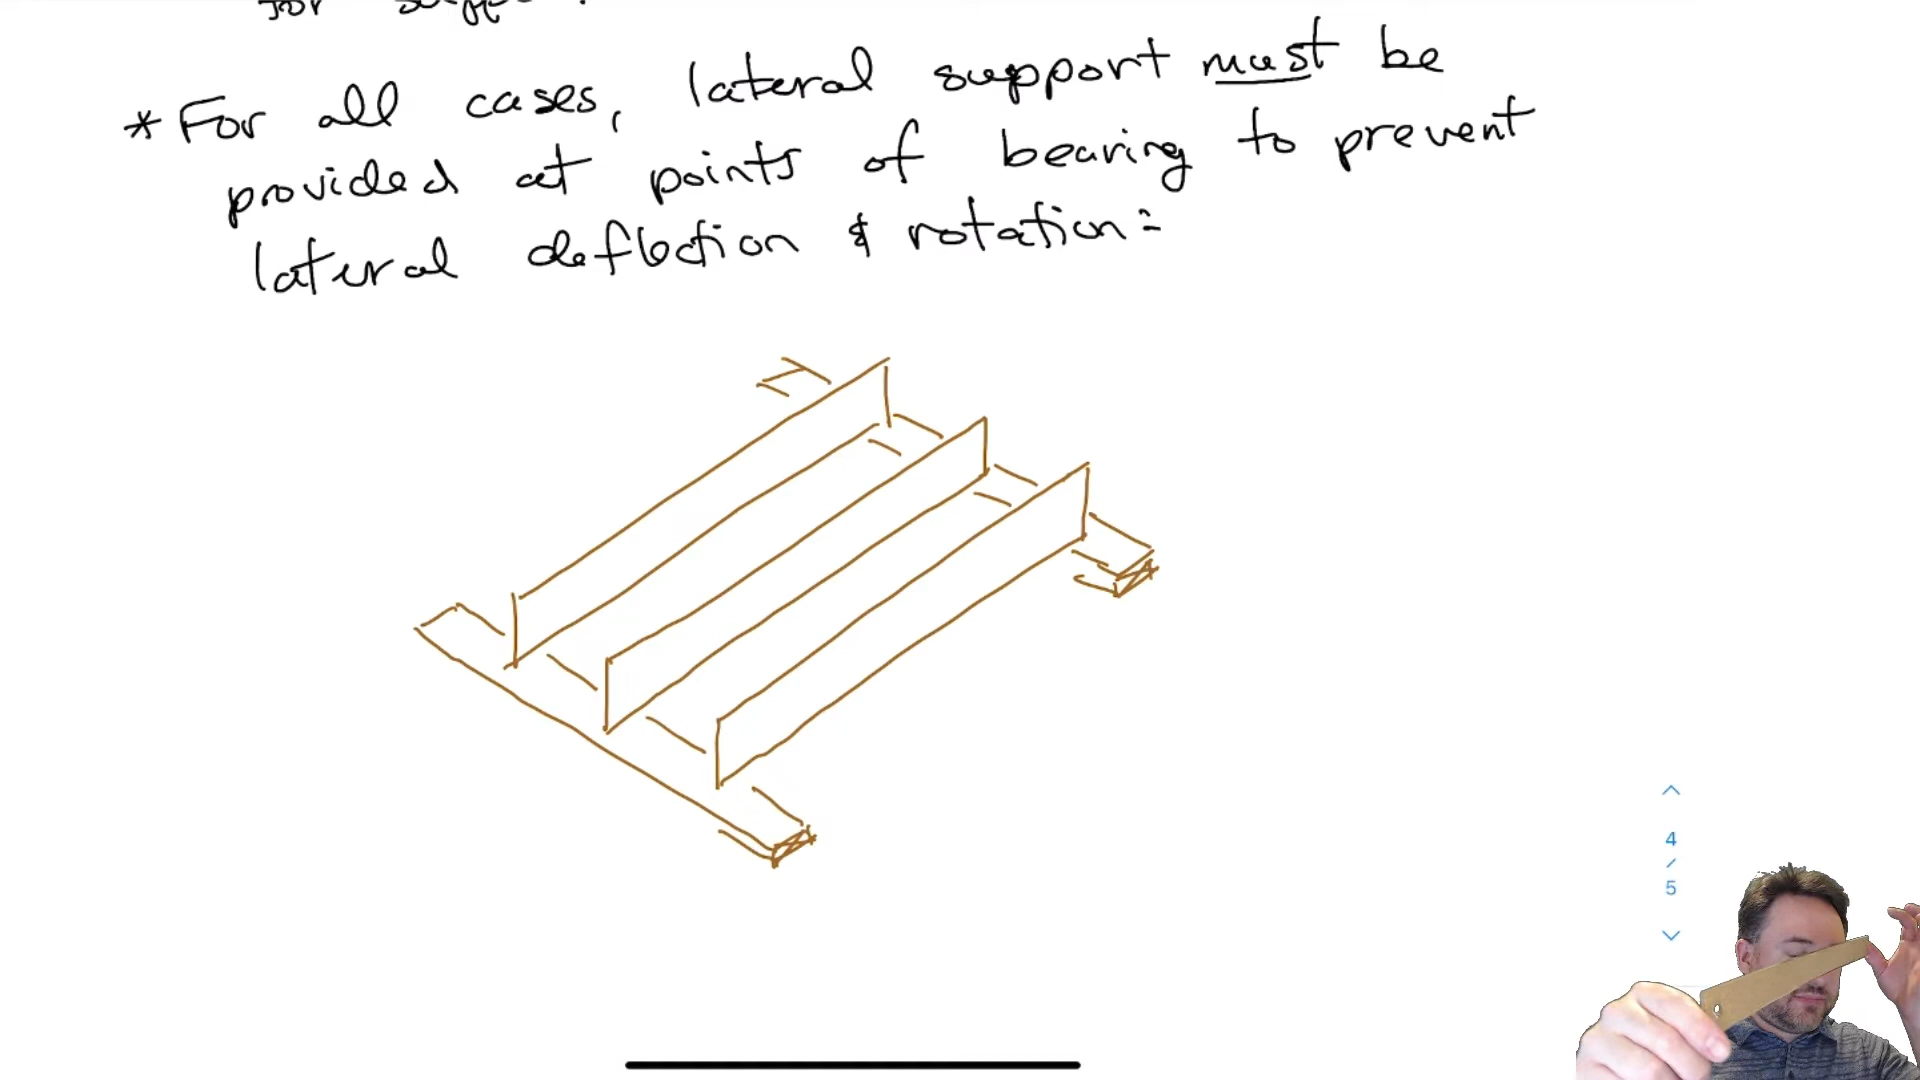 for
* For all cases, lateral support must be
provided at points of bearing to prevent
lateral deflection & rotation:
4
/
5